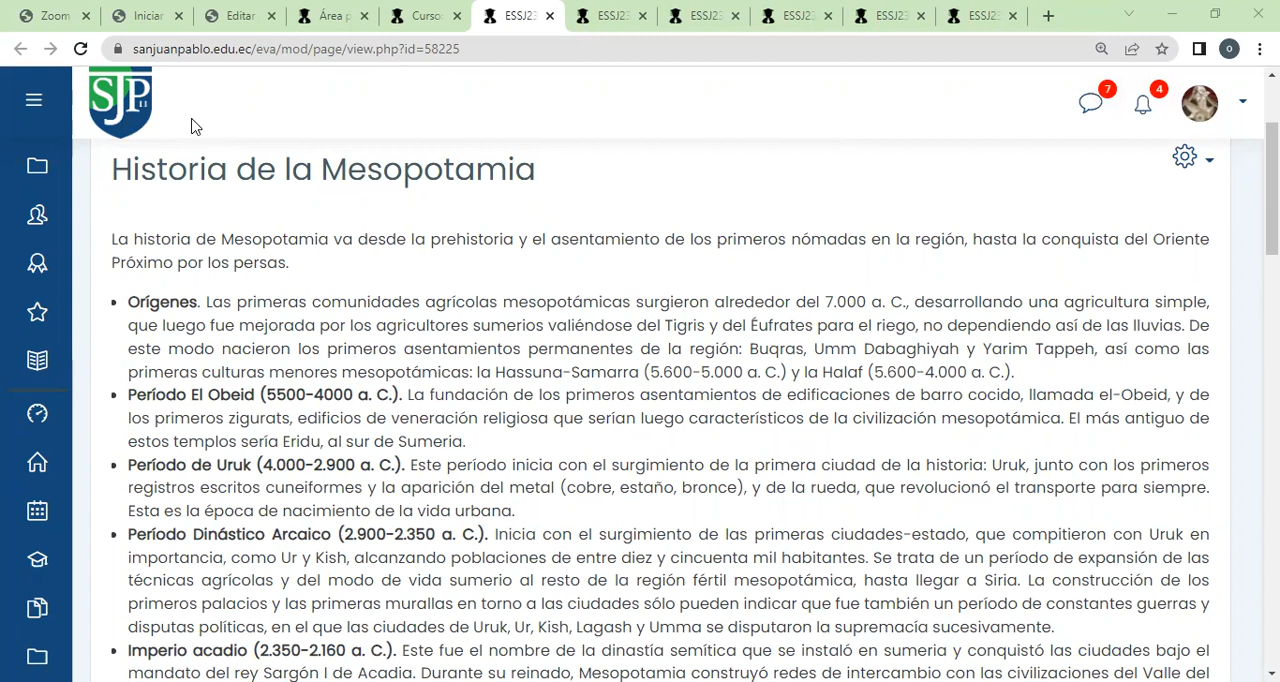 Zoom
Iniciar
Editar
Área p
Curso:
ESSJ23
ESSJ23
ESSJ23
ESSJ23
ESSJ23
ESSJ23
sanjuanpablo.edu.ec/eva/mod/page/view.php?id=58225
O
SJPII
7
4
Historia de la Mesopotamia
La historia de Mesopotamia va desde la prehistoria y el asentamiento de los primeros nómadas en la región, hasta la conquista del Oriente
Próximo por los persas.
• Orígenes. Las primeras comunidades agrícolas mesopotámicas surgieron alrededor del 7.000 a. C., desarrollando una agricultura simple,
que luego fue mejorada por los agricultores sumerios valiéndose del Tigris y del Éufrates para el riego, no dependiendo así de las lluvias. De
este modo nacieron los primeros asentamientos permanentes de la región: Buqras, Umm Dabaghiyah y Yarim Tappeh, así como las
primeras culturas menores mesopotámicas: la Hassuna-Samarra (5.600-5.000 a. C.) y la Halaf (5.600-4.000 a. C.).
• Período El Obeid (5500-4000 a. C.). La fundación de los primeros asentamientos de edificaciones de barro cocido, llamada el-Obeid, y de
los primeros zigurats, edificios de veneración religiosa que serían luego característicos de la civilización mesopotámica. El más antiguo de
estos templos sería Eridu, al sur de Sumeria.
• Período de Uruk (4.000-2.900 a. C.). Este período inicia con el surgimiento de la primera ciudad de la historia: Uruk, junto con los primeros
registros escritos cuneiformes y la aparición del metal (cobre, estaño, bronce), y de la rueda, que revolucionó el transporte para siempre.
Esta es la época de nacimiento de la vida urbana.
• Período Dinástico Arcaico (2.900-2.350 a. C.). Inicia con el surgimiento de las primeras ciudades-estado, que compitieron con Uruk en
importancia, como Ur y Kish, alcanzando poblaciones de entre diez y cincuenta mil habitantes. Se trata de un período de expansión de las
técnicas agrícolas y del modo de vida sumerio al resto de la región fértil mesopotámica, hasta llegar a Siria. La construcción de los
primeros palacios y las primeras murallas en torno a las ciudades sólo pueden indicar que fue también un período de constantes guerras y
disputas políticas, en el que las ciudades de Uruk, Ur, Kish, Lagash y Umma se disputaron la supremacía sucesivamente.
• Imperio acadio (2.350-2.160 a. C.). Este fue el nombre de la dinastía semítica que se instaló en sumeria y conquistó las ciudades bajo el
mandato del rey Sargón I de Acadia. Durante su reinado, Mesopotamia construyó redes de intercambio con las civilizaciones del Valle del